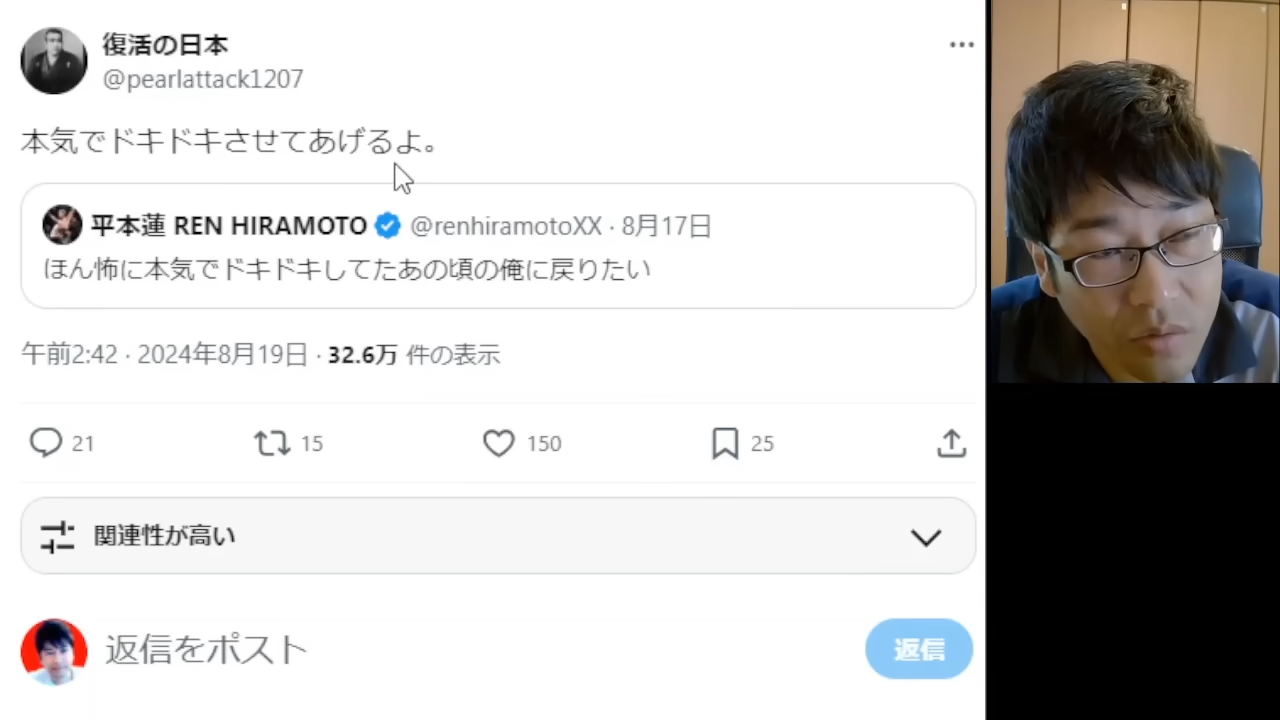 復活の日本
@pearlattack1207
本気でドキドキさせてあげるよ。
平本蓮 REN HIRAMOTO @renhiramotoXX · 8月17日
ほん怖に本気でドキドキしてたあの頃の俺に戻りたい
午前2:42 · 2024年8月19日 · 32.6万 件の表示
21 15 150 25
関連性が高い
返信をポスト 返信